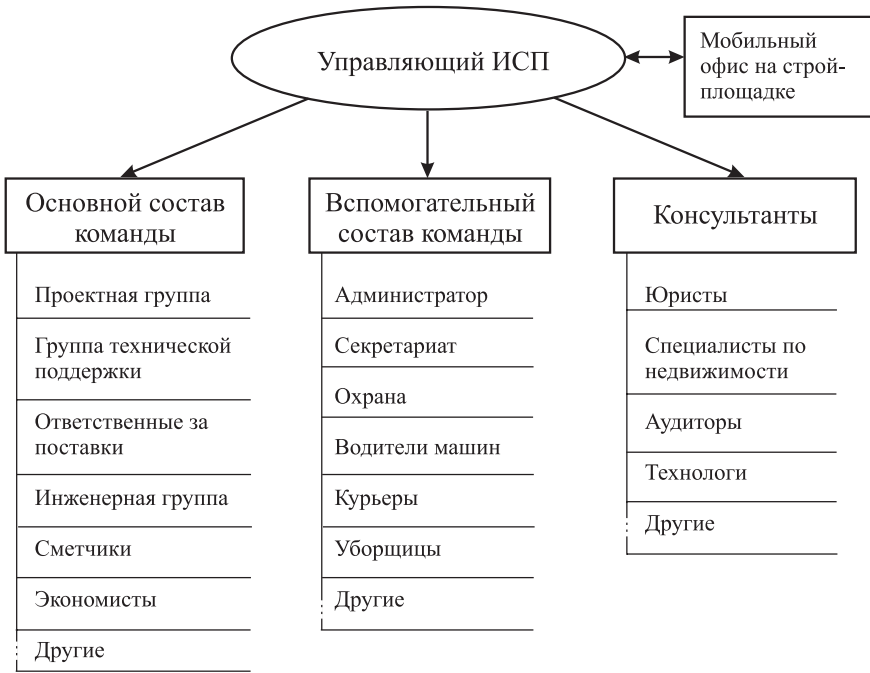 Управляющий ИСП
Мобильный
офис на строй-
площадке
Основной состав
команды
Проектная группа
Группа технической
поддержки
Ответственные за
поставки
Инженерная группа
Сметчики
Экономисты
Другие
Вспомогательный
состав команды
Администратор
Секретариат
Охрана
Водители машин
Курьеры
Уборщицы
Другие
Консультанты
Юристы
Специалисты по
недвижимости
Аудиторы
Технологи
Другие